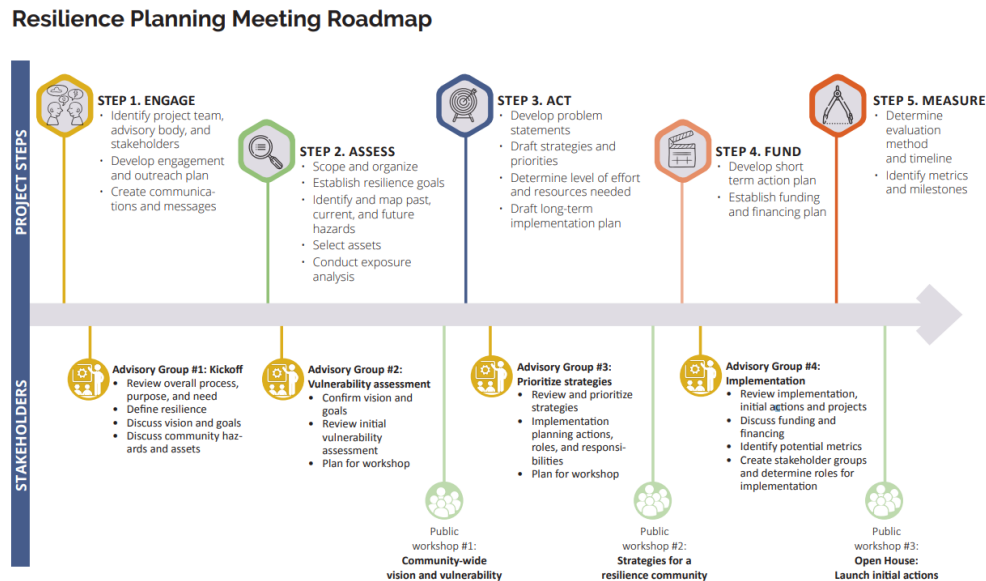 Resilience Planning Meeting Roadmap
PROJECT STEPS
STEP 1. ENGAGE
• Identify project team,
advisory body, and
stakeholders
• Develop engagement
and outreach plan
• Create communica-
tions and messages
STEP 2. ASSESS
• Scope and organize
• Establish resilience goals
• Identify and map past,
current, and future
hazards
• Select assets
• Conduct exposure
analysis
STEP 3. ACT
• Develop problem
statements
• Draft strategies and
priorities
• Determine level of effort
and resources needed
• Draft long-term
implementation plan
STEP 4. FUND
• Develop short
term action plan
• Establish funding
and financing plan
STEP 5. MEASURE
• Determine
evaluation
method
and timeline
• Identify metrics
and milestones
STAKEHOLDERS
Advisory Group #1: Kickoff
• Review overall process,
purpose, and need
• Define resilience
• Discuss vision and goals
• Discuss community haz-
ards and assets
Advisory Group #2:
Vulnerability assessment
• Confirm vision and
goals
• Review initial
vulnerability
assessment
• Plan for workshop
Public
workshop #1:
Community-wide
vision and vulnerability
Advisory Group #3:
Prioritize strategies
• Review and prioritize
strategies
• Implementation
planning actions,
roles, and responsi-
bilities
• Plan for workshop
Public
workshop #2:
Strategies for a
resilience community
Advisory Group #4:
Implementation
• Review implementation,
initial actions and projects
• Discuss funding and
financing
• Identify potential metrics
• Create stakeholder groups
and determine roles for
implementation
Public
workshop #3:
Open House:
Launch initial actions